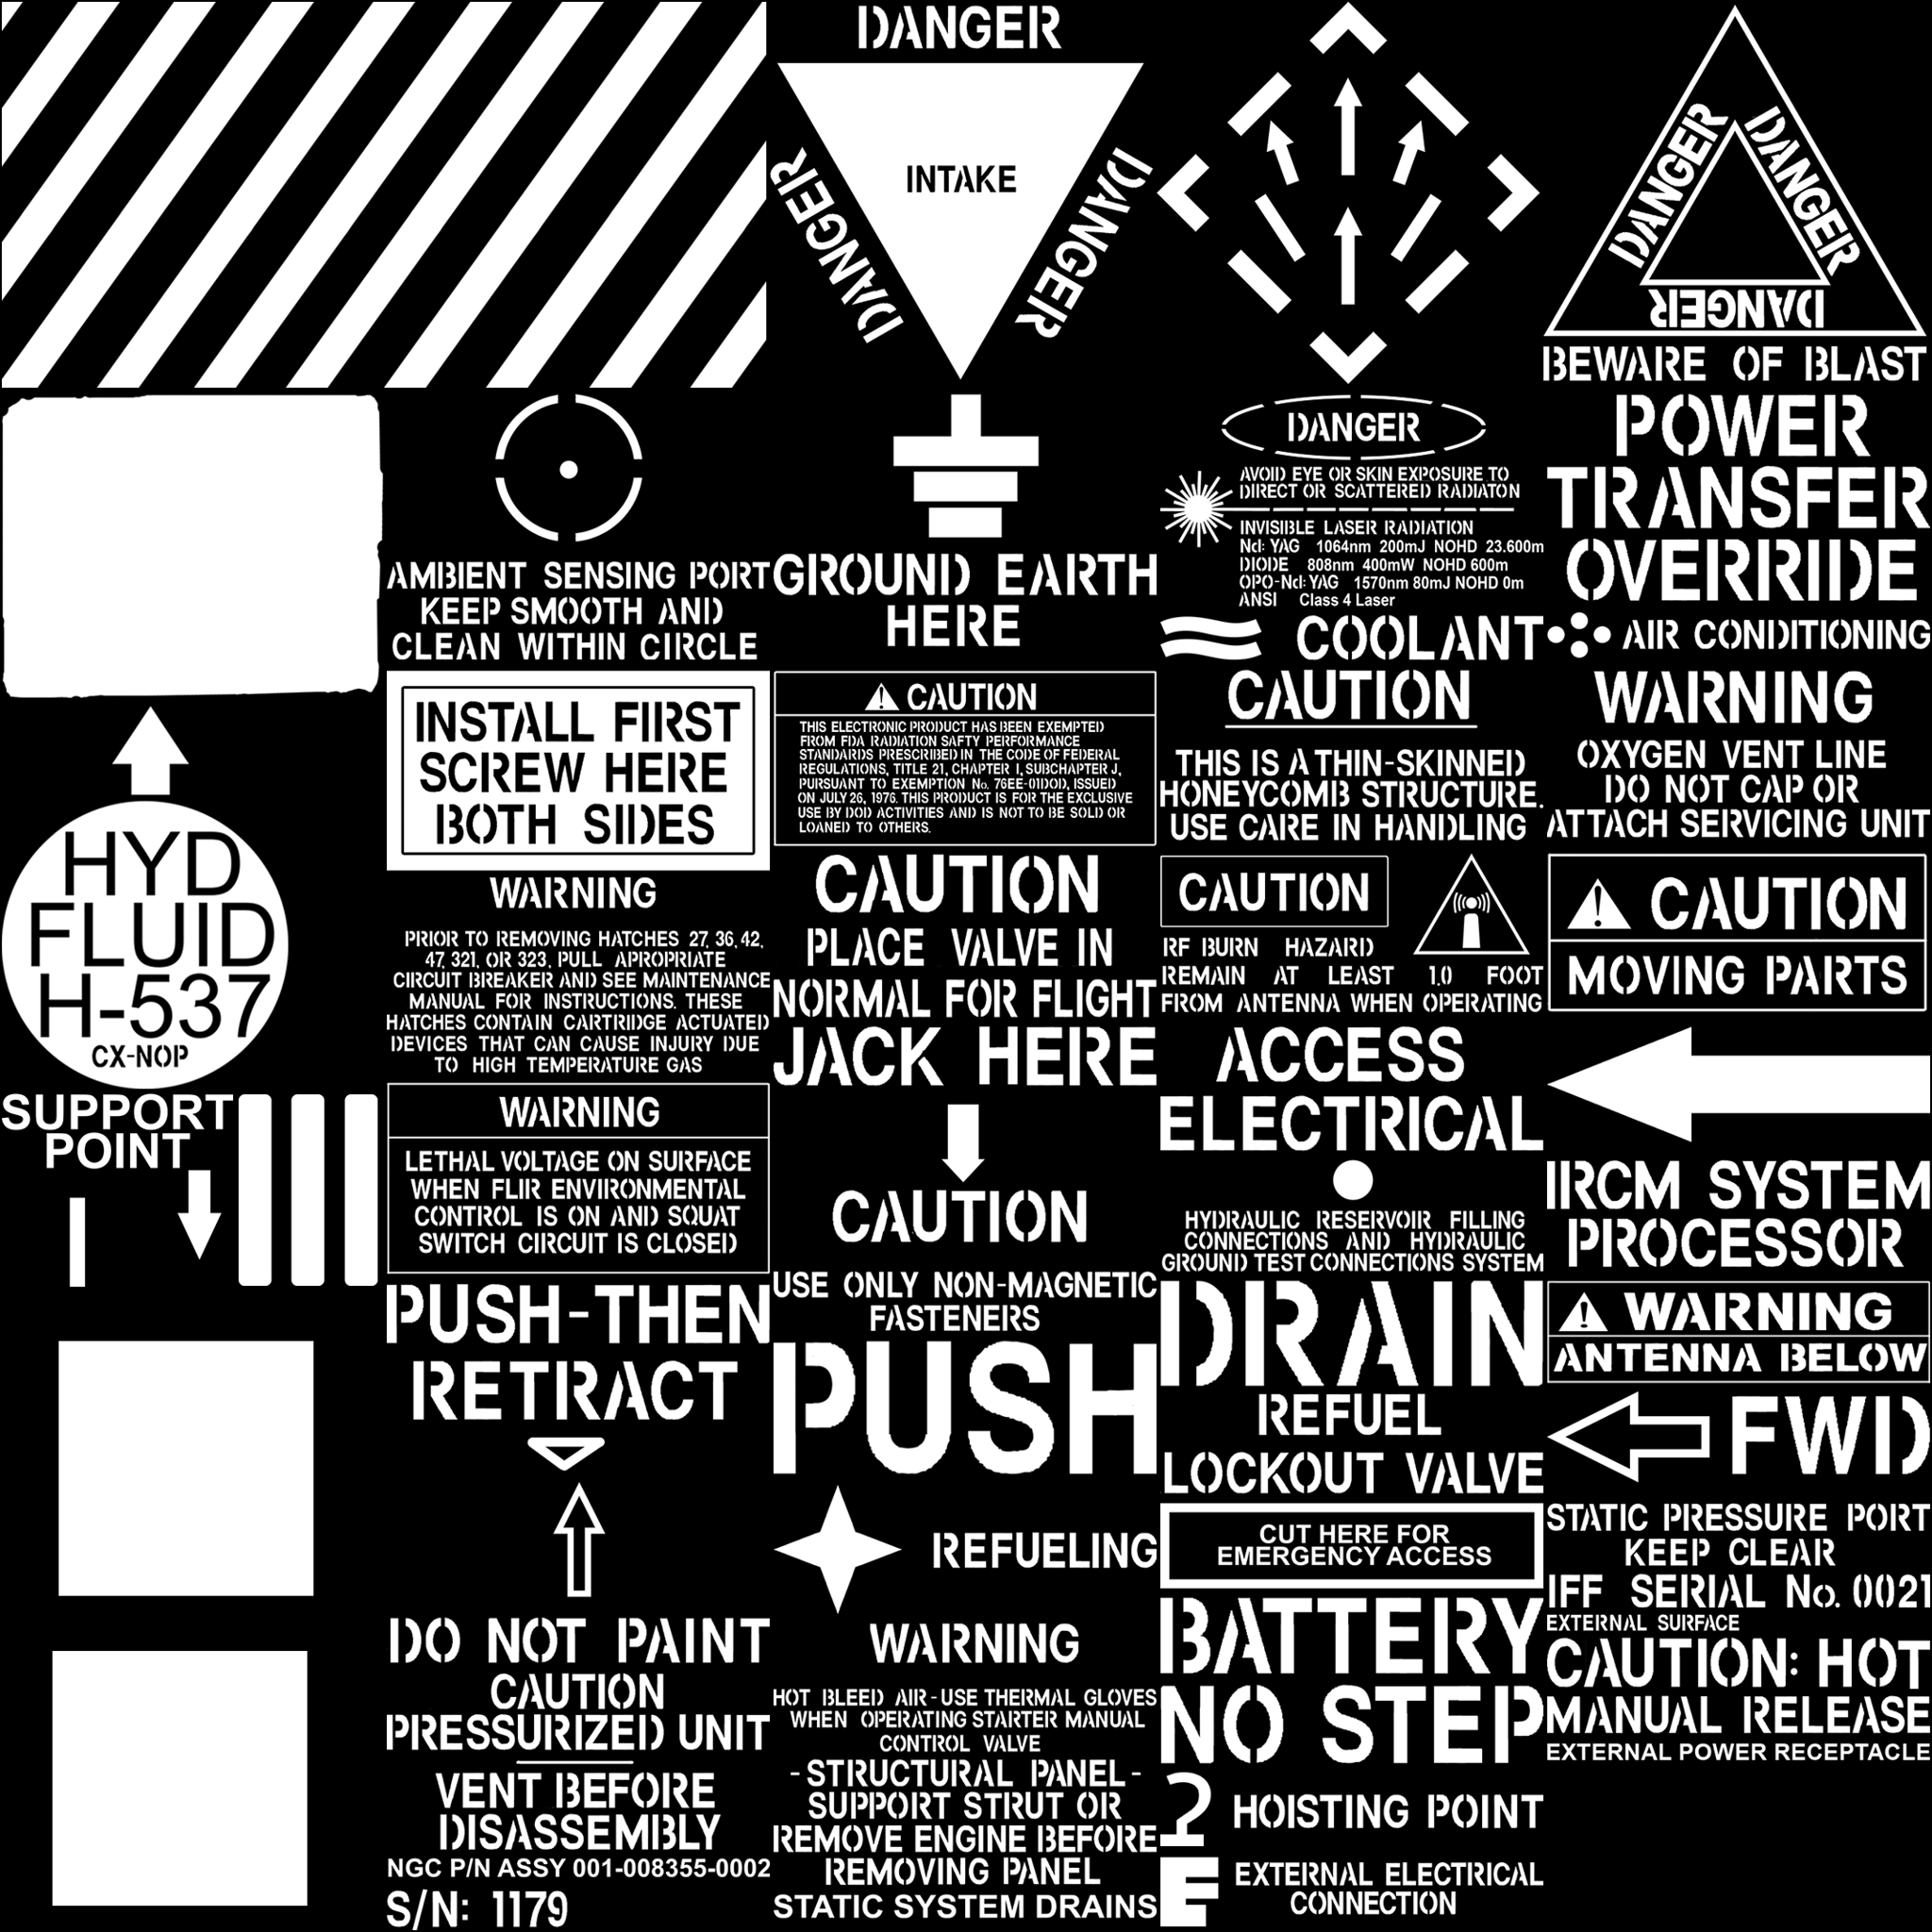 DANGER
INTAKE
DANGER
DANGER
DANGER
DANGER
DANGER
BEWARE OF BLAST
HYD
FLUID
H-537
CX-NOP
SUPPORT
POINT
AMBIENT SENSING PORT
KEEP SMOOTH AND
CLEAN WITHIN CIRCLE
INSTALL FIRST
SCREW HERE
BOTH SIDES
WARNING
PRIOR TO REMOVING HATCHES 27, 36, 42,
47, 321, OR 323, PULL APROPRIATE
CIRCUIT BREAKER AND SEE MAINTENANCE
MANUAL FOR INSTRUCTIONS. THESE
HATCHES CONTAIN CARTRIDGE ACTUATED
DEVICES THAT CAN CAUSE INJURY DUE
TO HIGH TEMPERATURE GAS
WARNING
LETHAL VOLTAGE ON SURFACE
WHEN FLIR ENVIRONMENTAL
CONTROL IS ON AND SQUAT
SWITCH CIRCUIT IS CLOSED
PUSH-THEN
RETRACT
DO NOT PAINT
CAUTION
PRESSURIZED UNIT
VENT BEFORE
DISASSEMBLY
NGC P/N ASSY 001-008355-0002
S/N: 1179
GROUND EARTH
HERE
CAUTION
THIS ELECTRONIC PRODUCT HAS BEEN EXEMPTED
FROM FDA RADIATION SAFTY PERFORMANCE
STANDARDS PRESCRIBED IN THE CODE OF FEDERAL
REGULATIONS, TITLE 21, CHAPTER I, SUBCHAPTER J,
PURSUANT TO EXEMPTION No. 76EE-01DOD, ISSUED
ON JULY 26, 1976. THIS PRODUCT IS FOR THE EXCLUSIVE
USE BY DOD ACTIVITIES AND IS NOT TO BE SOLD OR
LOANED TO OTHERS.
CAUTION
PLACE VALVE IN
NORMAL FOR FLIGHT
JACK HERE
CAUTION
USE ONLY NON-MAGNETIC
FASTENERS
PUSH
REFUELING
WARNING
HOT BLEED AIR-USE THERMAL GLOVES
WHEN OPERATING STARTER MANUAL
CONTROL VALVE
-STRUCTURAL PANEL-
SUPPORT STRUT OR
REMOVE ENGINE BEFORE
REMOVING PANEL
STATIC SYSTEM DRAINS
DANGER
AVOID EYE OR SKIN EXPOSURE TO
DIRECT OR SCATTERED RADIATON
INVISIBLE LASER RADIATION
Nd: YAG 1064nm 200mJ NOHD 23.600m
DIODE 808nm 400mW NOHD 600m
OPO-Nd: YAG 1570nm 80mJ NOHD 0m
ANSI Class 4 Laser
COOLANT
CAUTION
THIS IS A THIN-SKINNED
HONEYCOMB STRUCTURE.
USE CARE IN HANDLING
CAUTION
RF BURN HAZARD
REMAIN AT LEAST 1.0 FOOT
FROM ANTENNA WHEN OPERATING
ACCESS
ELECTRICAL
HYDRAULIC RESERVOIR FILLING
CONNECTIONS AND HYDRAULIC
GROUND TEST CONNECTIONS SYSTEM
DRAIN
REFUEL
LOCKOUT VALVE
CUT HERE FOR
EMERGENCY ACCESS
BATTERY
NO STEP
2 HOISTING POINT
E EXTERNAL ELECTRICAL
CONNECTION
POWER
TRANSFER
OVERRIDE
AIR CONDITIONING
WARNING
OXYGEN VENT LINE
DO NOT CAP OR
ATTACH SERVICING UNIT
CAUTION
MOVING PARTS
IRCM SYSTEM
PROCESSOR
WARNING
ANTENNA BELOW
FWD
STATIC PRESSURE PORT
KEEP CLEAR
IFF SERIAL No. 0021
EXTERNAL SURFACE
CAUTION: HOT
MANUAL RELEASE
EXTERNAL POWER RECEPTACLE